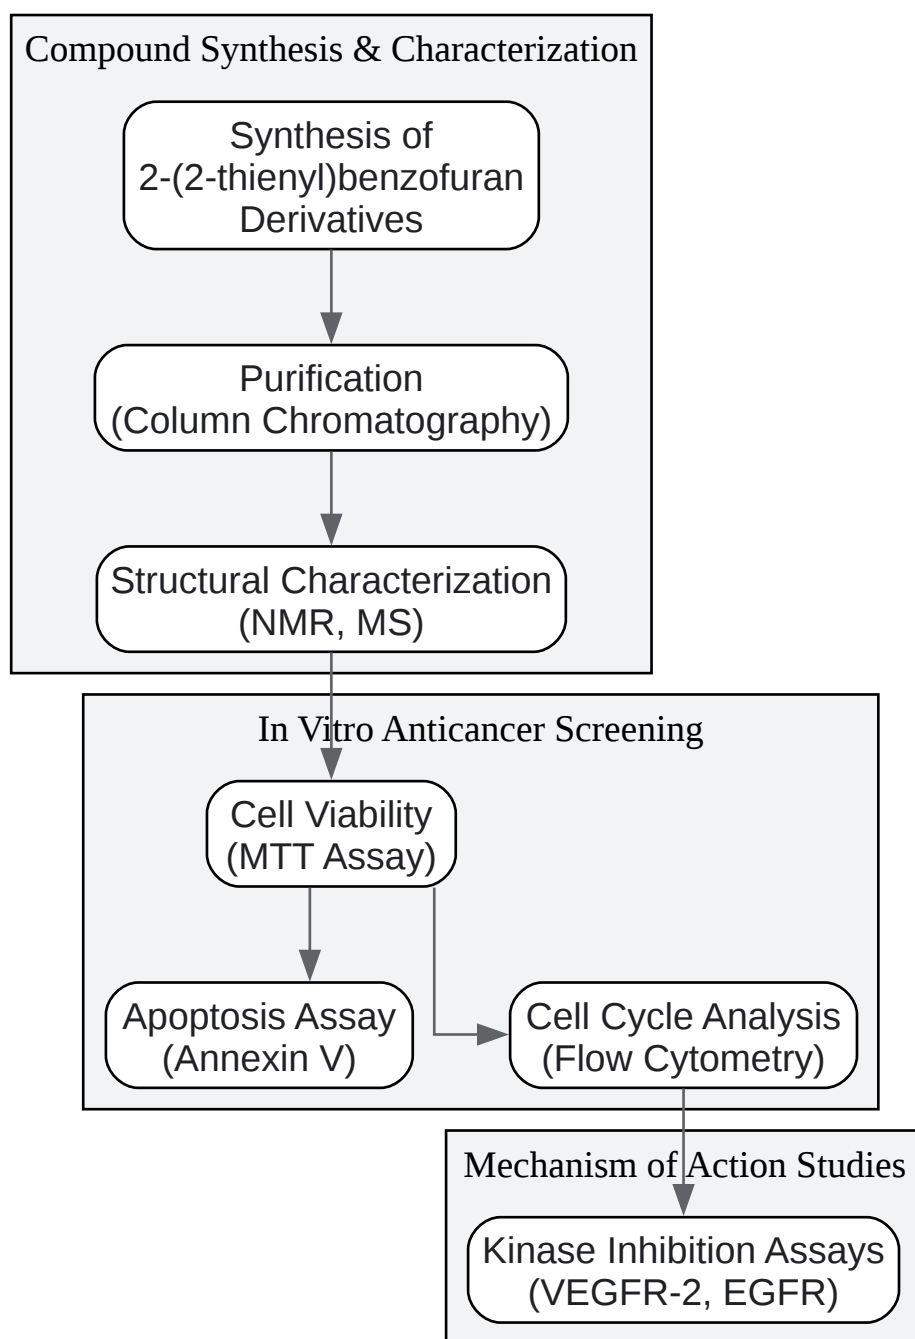 Compound Synthesis & Characterization
Synthesis of
2-(2-thienyl)benzofuran
Derivatives
Purification
(Column Chromatography)
Structural Characterization
(NMR, MS)
In Vitro Anticancer Screening
Cell Viability
(MTT Assay)
Apoptosis Assay
(Annexin V)
Cell Cycle Analysis
(Flow Cytometry)
Mechanism of Action Studies
Kinase Inhibition Assays
(VEGFR-2, EGFR)